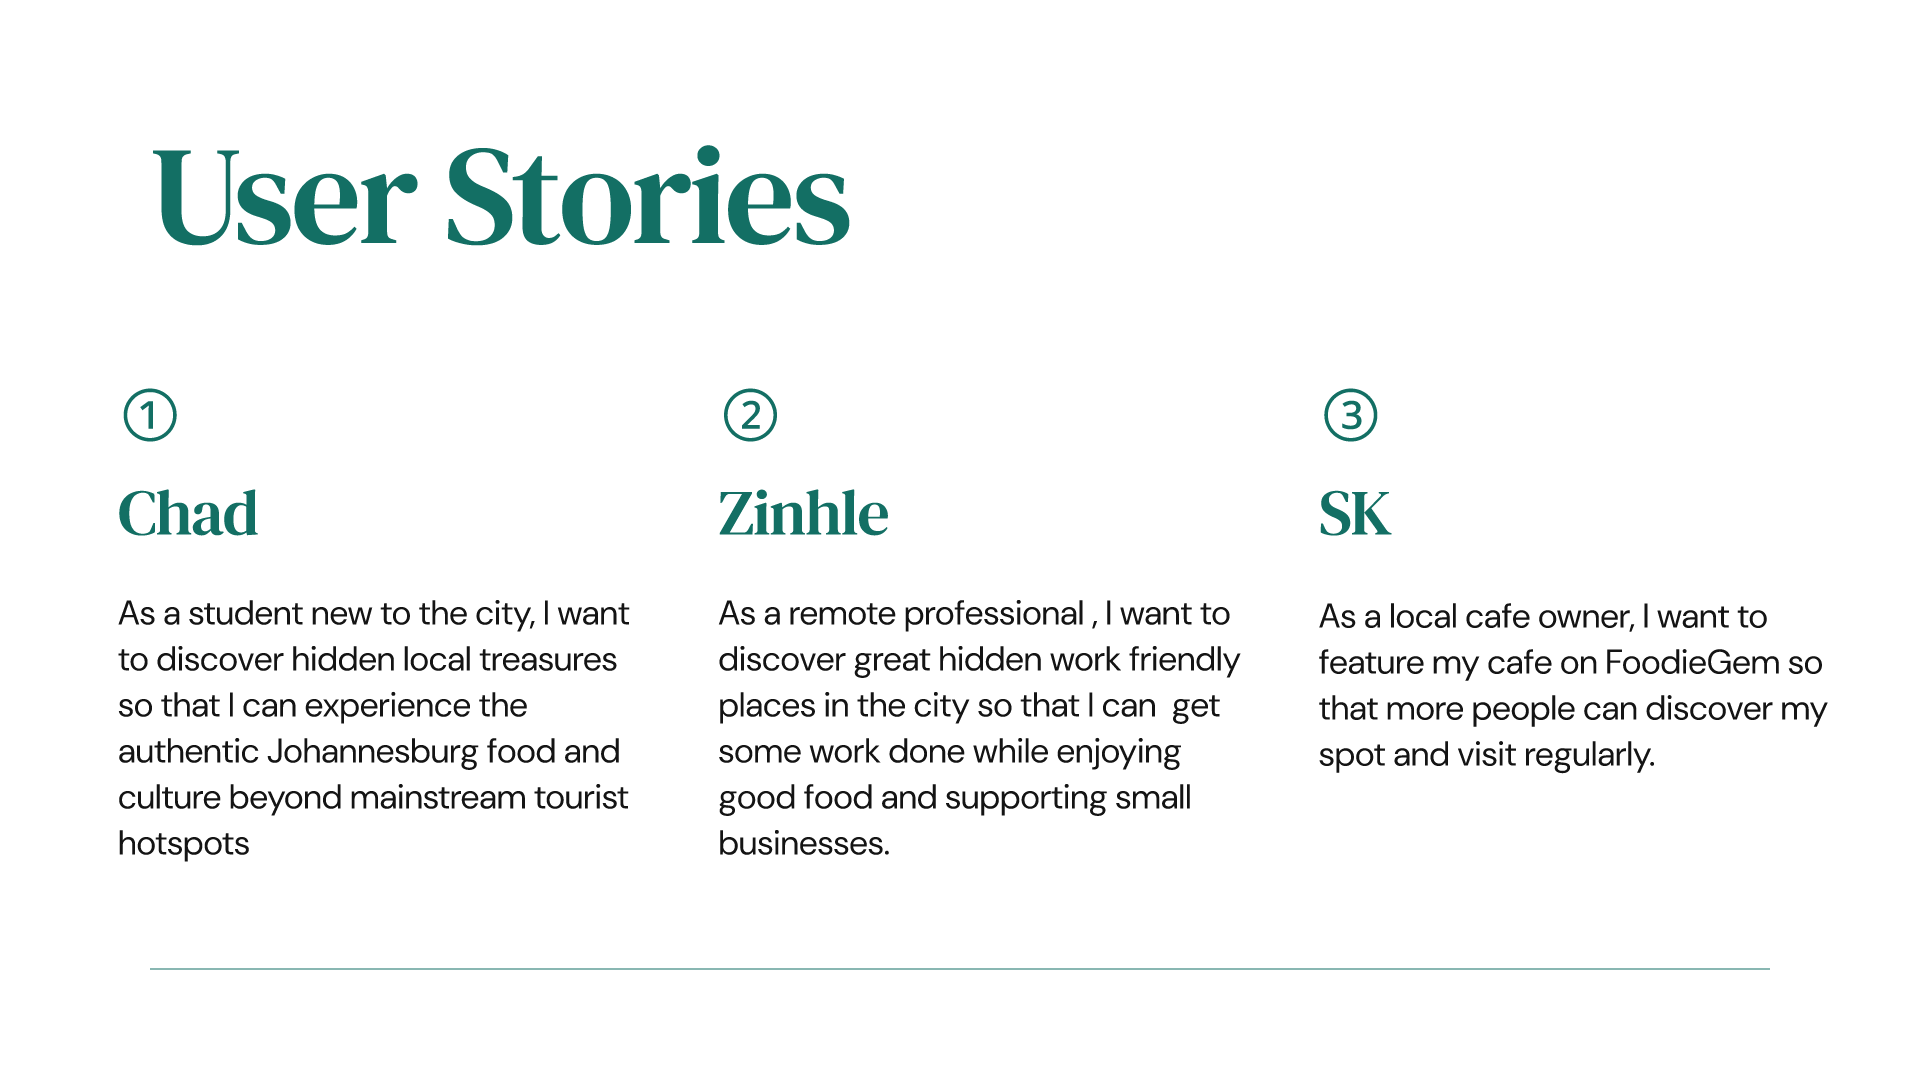 User Stories
1
Chad
As a student new to the city, I want
to discover hidden local treasures
so that I can experience the
authentic Johannesburg food and
culture beyond mainstream tourist
hotspots
2
Zinhle
As a remote professional , I want to
discover great hidden work friendly
places in the city so that I can  get
some work done while enjoying
good food and supporting small
businesses.
3
SK
As a local cafe owner, I want to
feature my cafe on FoodieGem so
that more people can discover my
spot and visit regularly.